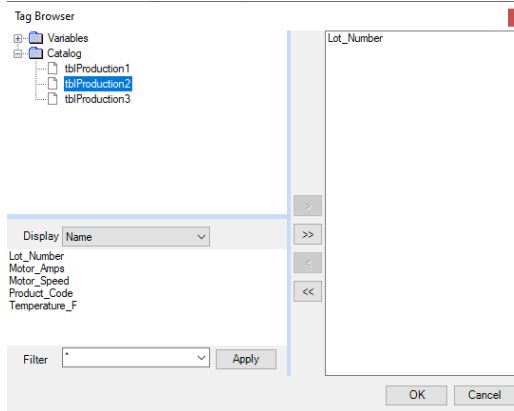 Tag Browser
Variables
Catalog
tblProduction1
tblProduction2
tblProduction3
Display Name
Lot_Number
Motor_Amps
Motor_Speed
Product_Code
Temperature_F
Filter * Apply
>
>>
<
<<
Lot_Number
OK Cancel